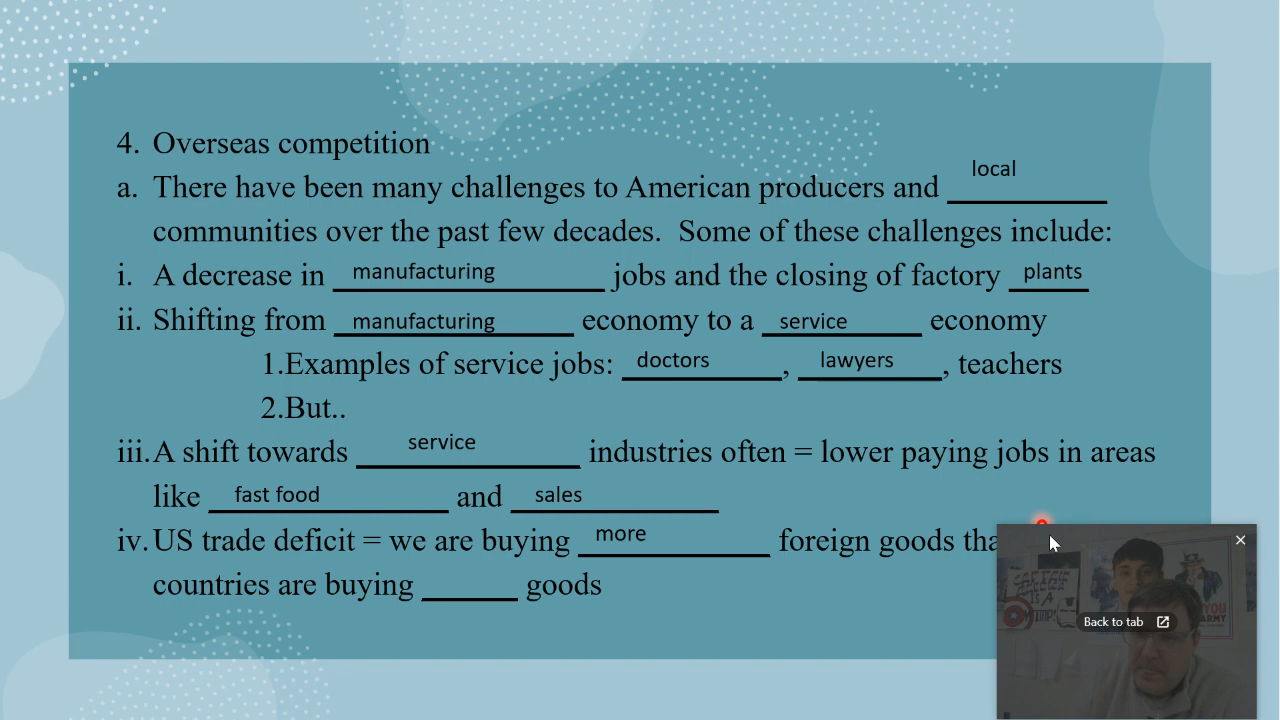 4. Overseas competition
a. There have been many challenges to American producers and local
communities over the past few decades. Some of these challenges include:
i. A decrease in manufacturing jobs and the closing of factory plants
ii. Shifting from manufacturing economy to a service economy
1.Examples of service jobs: doctors, lawyers, teachers
2.But..
iii.A shift towards service industries often = lower paying jobs in areas
like fast food and sales
iv.US trade deficit = we are buying more foreign goods tha
countries are buying ______ goods
Back to tab
YOU
ARMY